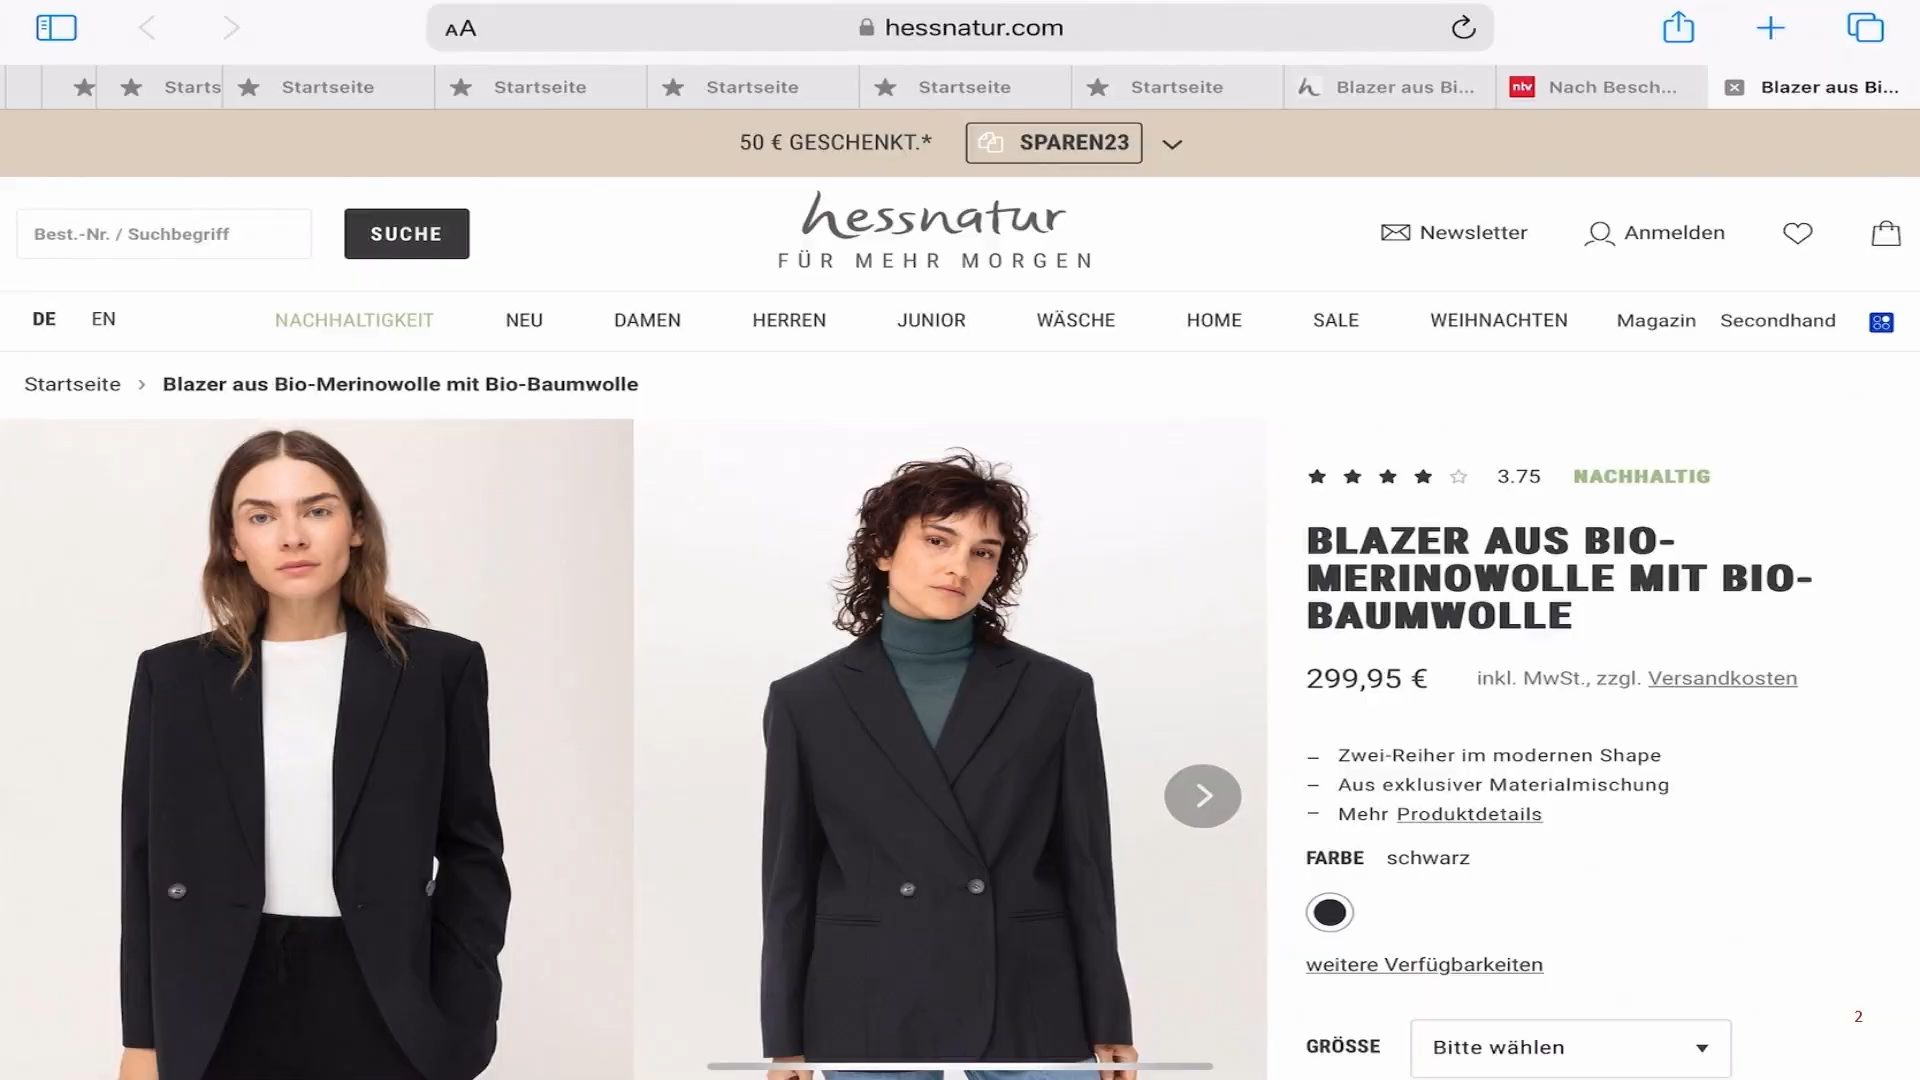 AA hessnatur.com
Starts Startseite Startseite Startseite Startseite Startseite Blazer aus Bi... ntv Nach Besch... Blazer aus Bi...
50 € GESCHENKT.* SPAREN23
Best.-Nr. / Suchbegriff SUCHE
hessnatur
FÜR MEHR MORGEN
Newsletter Anmelden
DE EN NACHHALTIGKEIT NEU DAMEN HERREN JUNIOR WÄSCHE HOME SALE WEIHNACHTEN Magazin Secondhand
Startseite › Blazer aus Bio-Merinowolle mit Bio-Baumwolle
3.75 NACHHALTIG
BLAZER AUS BIO-
MERINOWOLLE MIT BIO-
BAUMWOLLE
299,95 € inkl. MwSt., zzgl. Versandkosten
– Zwei-Reiher im modernen Shape
– Aus exklusiver Materialmischung
– Mehr Produktdetails
FARBE schwarz
weitere Verfügbarkeiten
2
GRÖSSE Bitte wählen